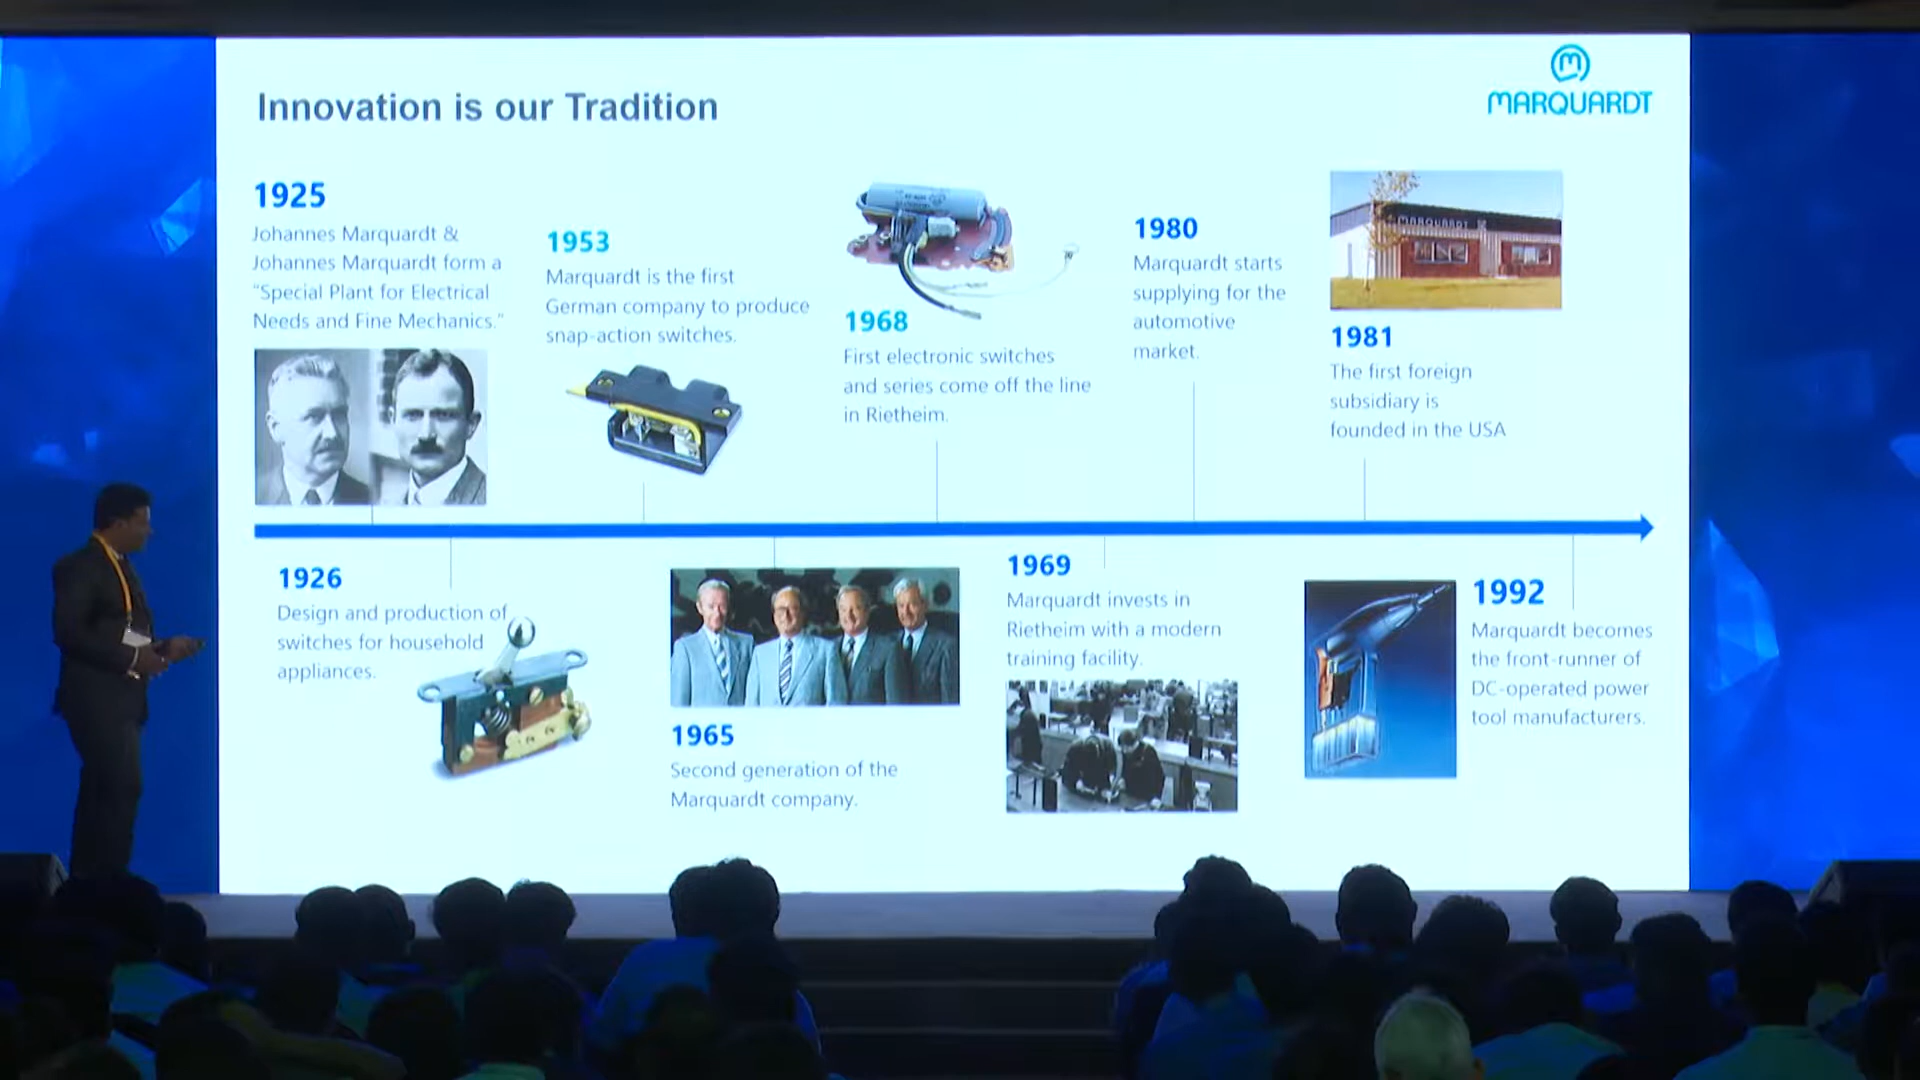 Innovation is our Tradition
MARQUARDT
1925
Johannes Marquardt &
Johannes Marquardt form a
“Special Plant for Electrical
Needs and Fine Mechanics.”
1953
Marquardt is the first
German company to produce
snap-action switches.
1968
First electronic switches
and series come off the line
in Rietheim.
1980
Marquardt starts
supplying for the
automotive
market.
MARQUARDT
1981
The first foreign
subsidiary is
founded in the USA
1926
Design and production of
switches for household
appliances.
1965
Second generation of the
Marquardt company.
1969
Marquardt invests in
Rietheim with a modern
training facility.
1992
Marquardt becomes
the front-runner of
DC-operated power
tool manufacturers.